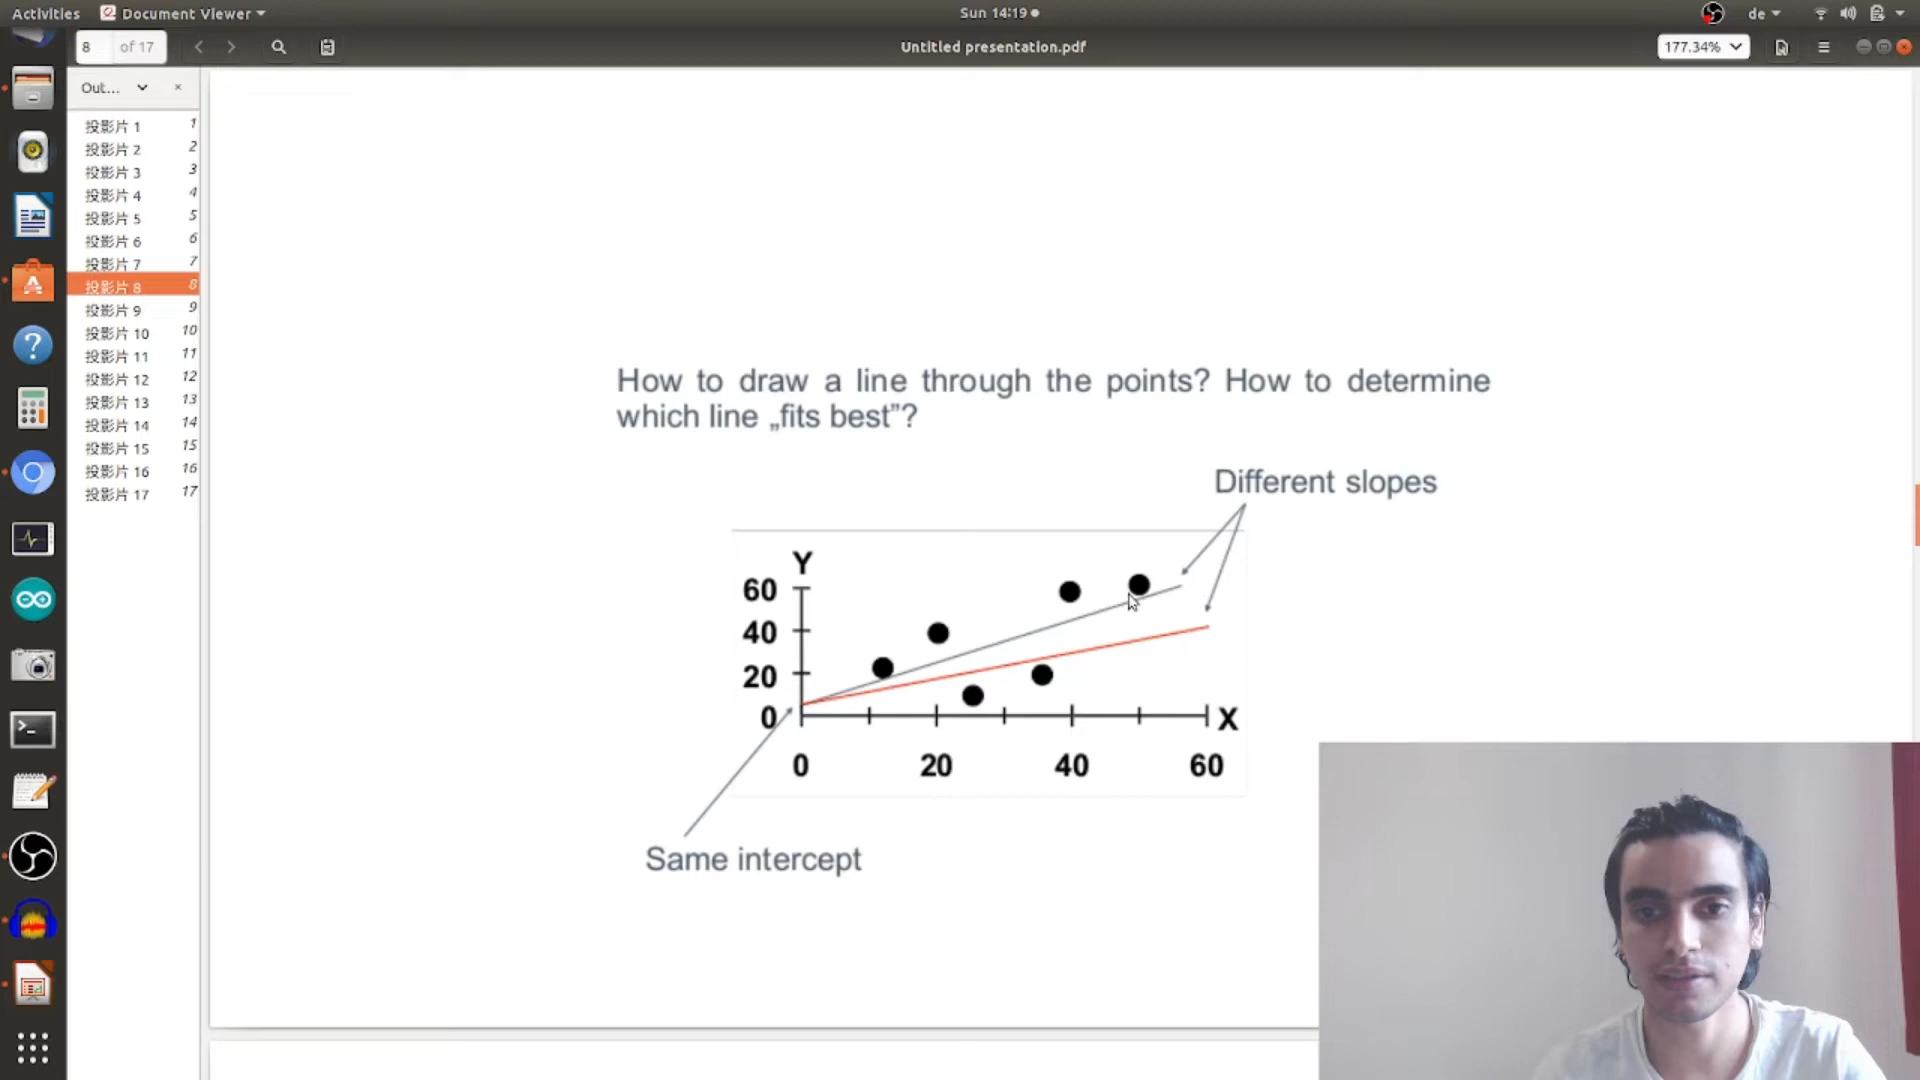 Activities Document Viewer Sun 14:19 de
8 of 17 Untitled presentation.pdf 177.34%
Out...
投影片 1 1
投影片 2 2
投影片 3 3
投影片 4 4
投影片 5 5
投影片 6 6
投影片 7 7
投影片 8 8
投影片 9 9
投影片 10 10
投影片 11 11
投影片 12 12
投影片 13 13
投影片 14 14
投影片 15 15
投影片 16 16
投影片 17 17
How to draw a line through the points? How to determine
which line „fits best”?
Different slopes
Y
60
40
20
0
X
0 20 40 60
Same intercept